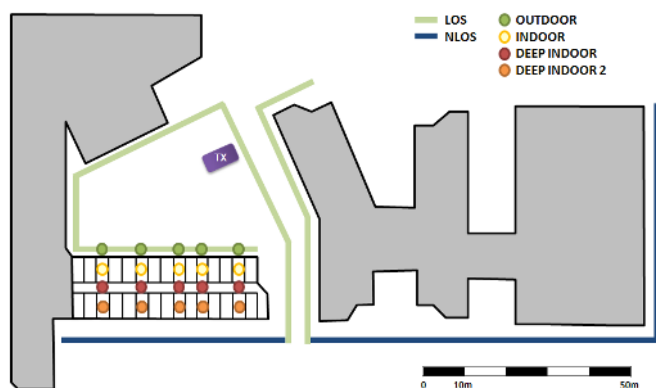 LOS
NLOS
OUTDOOR
INDOOR
DEEP INDOOR
DEEP INDOOR 2
TX
0 10m 50m